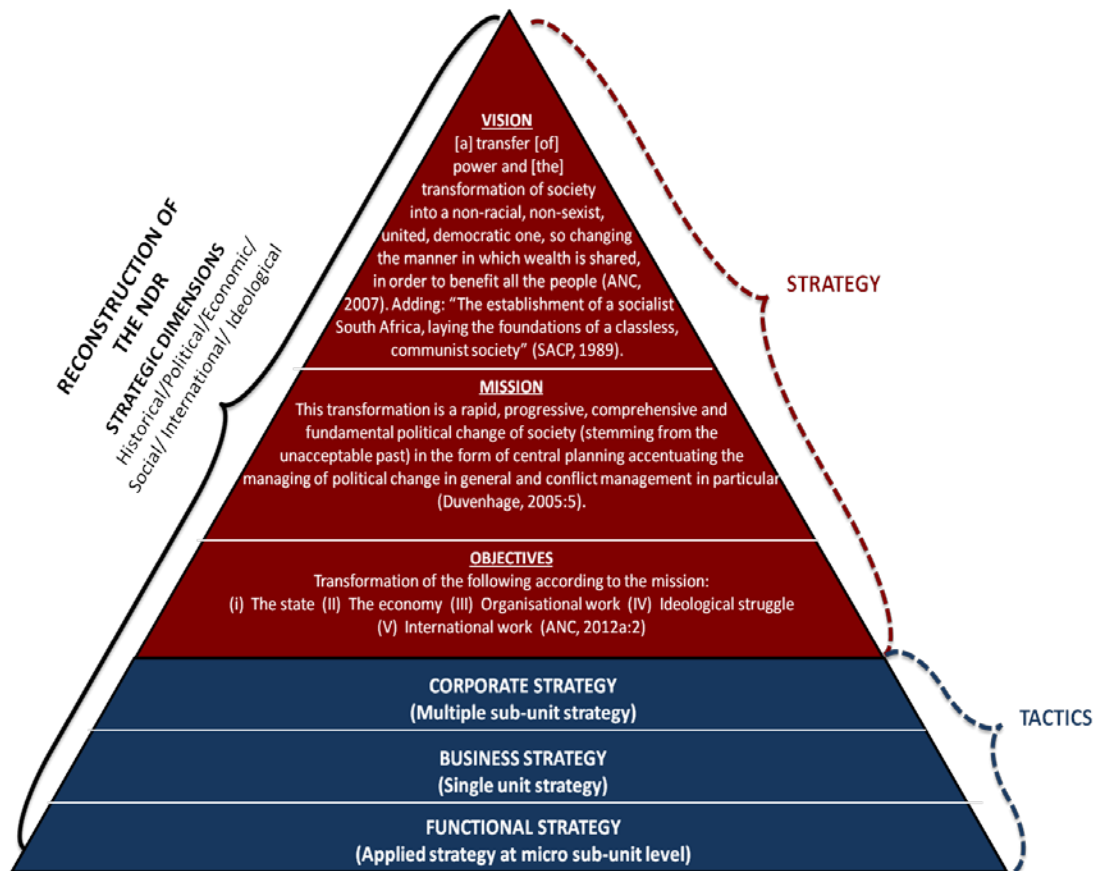 VISION
[a] transfer [of]
power and [the]
transformation of society
into a non-racial, non-sexist,
united, democratic one, so changing
the manner in which wealth is shared,
in order to benefit all the people (ANC,
2007). Adding: “The establishment of a socialist
South Africa, laying the foundations of a classless,
communist society” (SACP, 1989).
MISSION
This transformation is a rapid, progressive, comprehensive and
fundamental political change of society (stemming from the
unacceptable past) in the form of central planning accentuating the
managing of political change in general and conflict management in particular
(Duvenhage, 2005:5).
OBJECTIVES
Transformation of the following according to the mission:
(i) The state (II) The economy (III) Organisational work (IV) Ideological struggle
(V) International work (ANC, 2012a:2)
CORPORATE STRATEGY
(Multiple sub-unit strategy)
BUSINESS STRATEGY
(Single unit strategy)
FUNCTIONAL STRATEGY
(Applied strategy at micro sub-unit level)
RECONSTRUCTION OF
THE NDR
STRATEGIC DIMENSIONS
Historical/Political/Economic/
Social/ International/ Ideological
STRATEGY
TACTICS